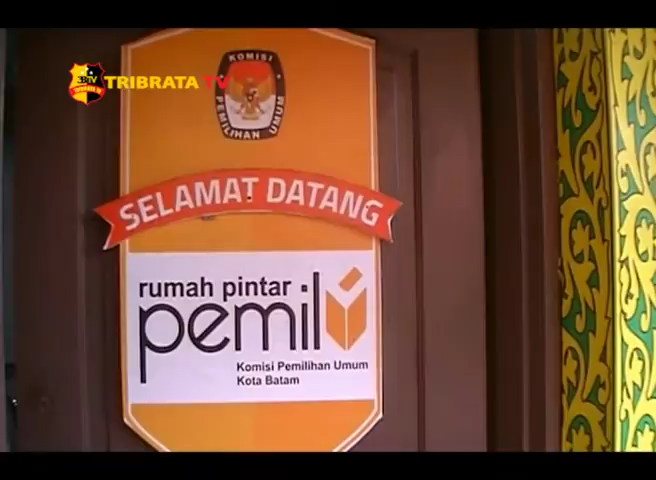 TRIBRATA TV
KOMISI
PEMILIHAN UMUM
SELAMAT DATANG
rumah pintar
pemilu
Komisi Pemilihan Umum
Kota Batam